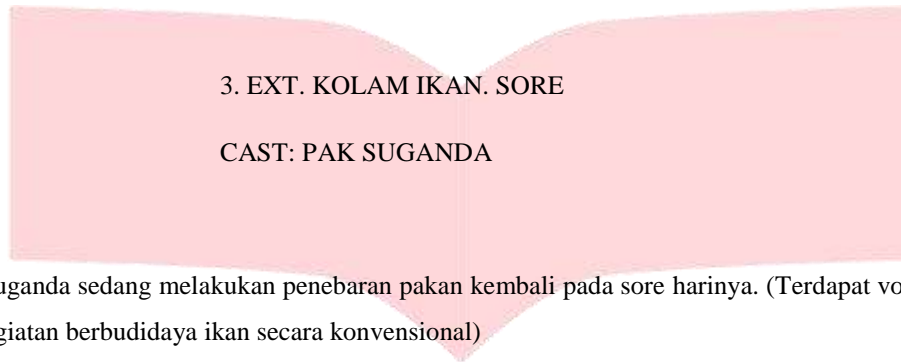 3. EXT. KOLAM IKAN. SORE
CAST: PAK SUGANDA
uganda sedang melakukan penebaran pakan kembali pada sore harinya. (Terdapat vo
giatan berbudidaya ikan secara konvensional)